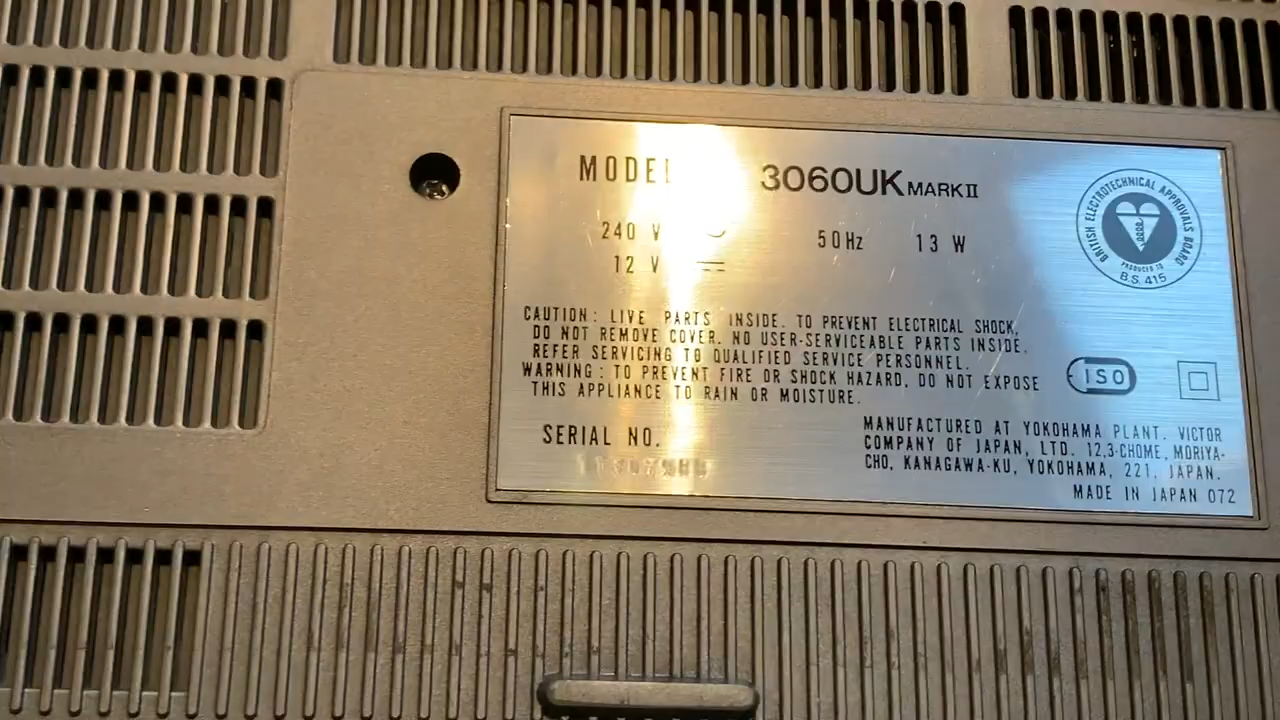 MODEL 3060UK MARK II
240 V 50Hz 13 W
12 V
BRITISH ELECTROTECHNICAL APPROVALS BOARD
PRODUCED TO
B.S. 415
CAUTION: LIVE PARTS INSIDE. TO PREVENT ELECTRICAL SHOCK,
DO NOT REMOVE COVER. NO USER-SERVICEABLE PARTS INSIDE.
REFER SERVICING TO QUALIFIED SERVICE PERSONNEL.
WARNING: TO PREVENT FIRE OR SHOCK HAZARD, DO NOT EXPOSE
THIS APPLIANCE TO RAIN OR MOISTURE.
ISO
SERIAL NO.
MANUFACTURED AT YOKOHAMA PLANT. VICTOR
COMPANY OF JAPAN, LTD. 12,3-CHOME, MORIYA-
CHO, KANAGAWA-KU, YOKOHAMA, 221, JAPAN.
MADE IN JAPAN 072